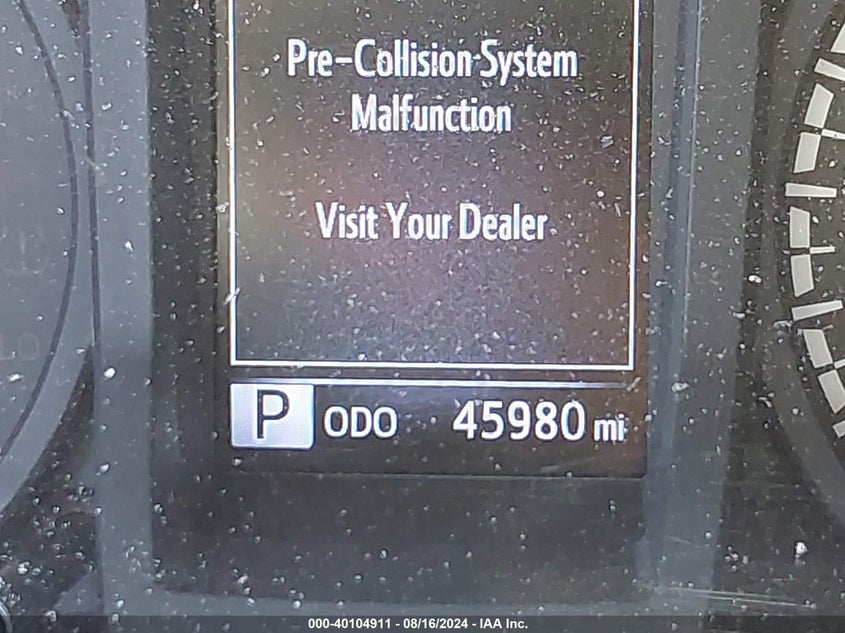 Pre-Collision System
Malfunction
Visit Your Dealer
P ODO 45980 mi
000-40104911 - 08/16/2024 - IAA Inc.